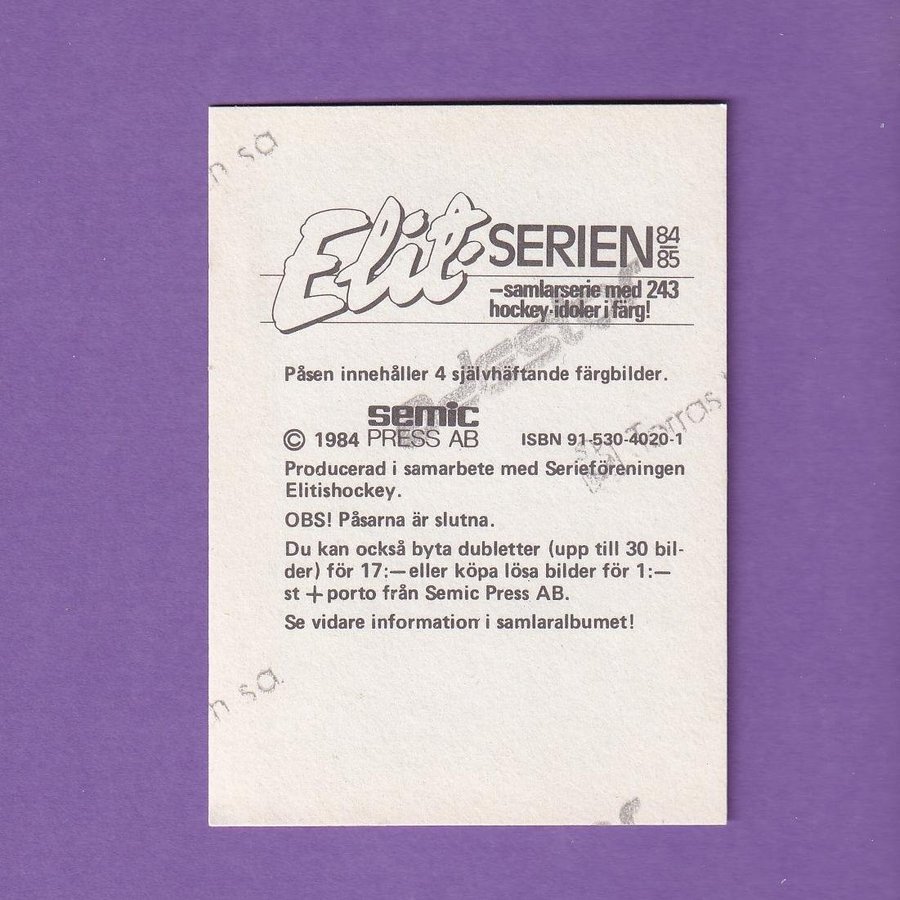 n sa
Elit-SERIEN 84/85
–samlarserie med 243
hockey-idoler i färg!
Påsen innehåller 4 självhäftande färgbilder.
semic
© 1984 PRESS AB ISBN 91-530-4020-1
Torras
Producerad i samarbete med Serieföreningen
Elitishockey.
OBS! Påsarna är slutna.
Du kan också byta dubletter (upp till 30 bil-
der) för 17:— eller köpa lösa bilder för 1:—
st + porto från Semic Press AB.
Se vidare information i samlaralbumet!
n sa